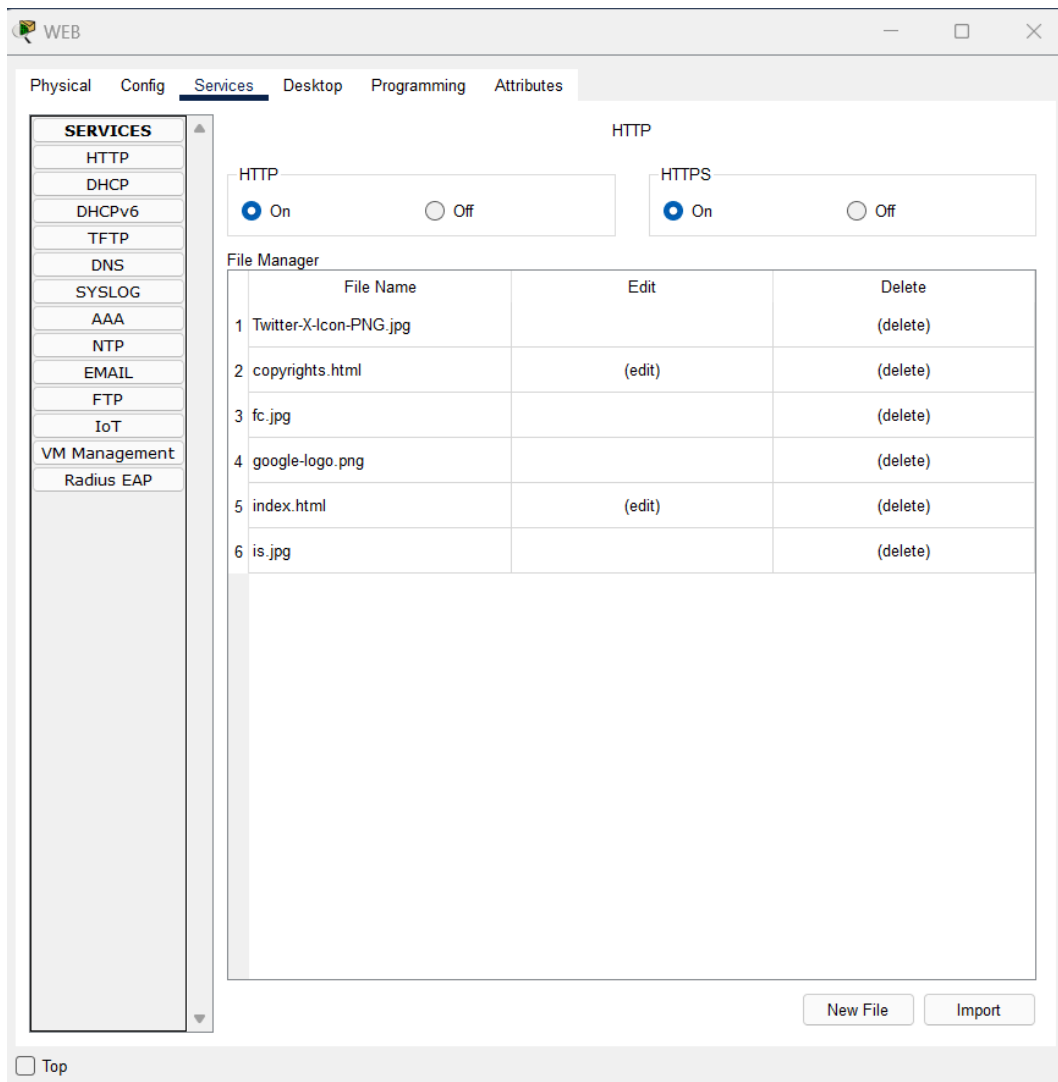 WEB
Physical Config Services Desktop Programming Attributes
SERVICES
HTTP
DHCP
DHCPv6
TFTP
DNS
SYSLOG
AAA
NTP
EMAIL
FTP
IoT
VM Management
Radius EAP
HTTP
HTTP
On Off
HTTPS
On Off
File Manager
File Name Edit Delete
1 Twitter-X-Icon-PNG.jpg (delete)
2 copyrights.html (edit) (delete)
3 fc.jpg (delete)
4 google-logo.png (delete)
5 index.html (edit) (delete)
6 is.jpg (delete)
New File Import
Top